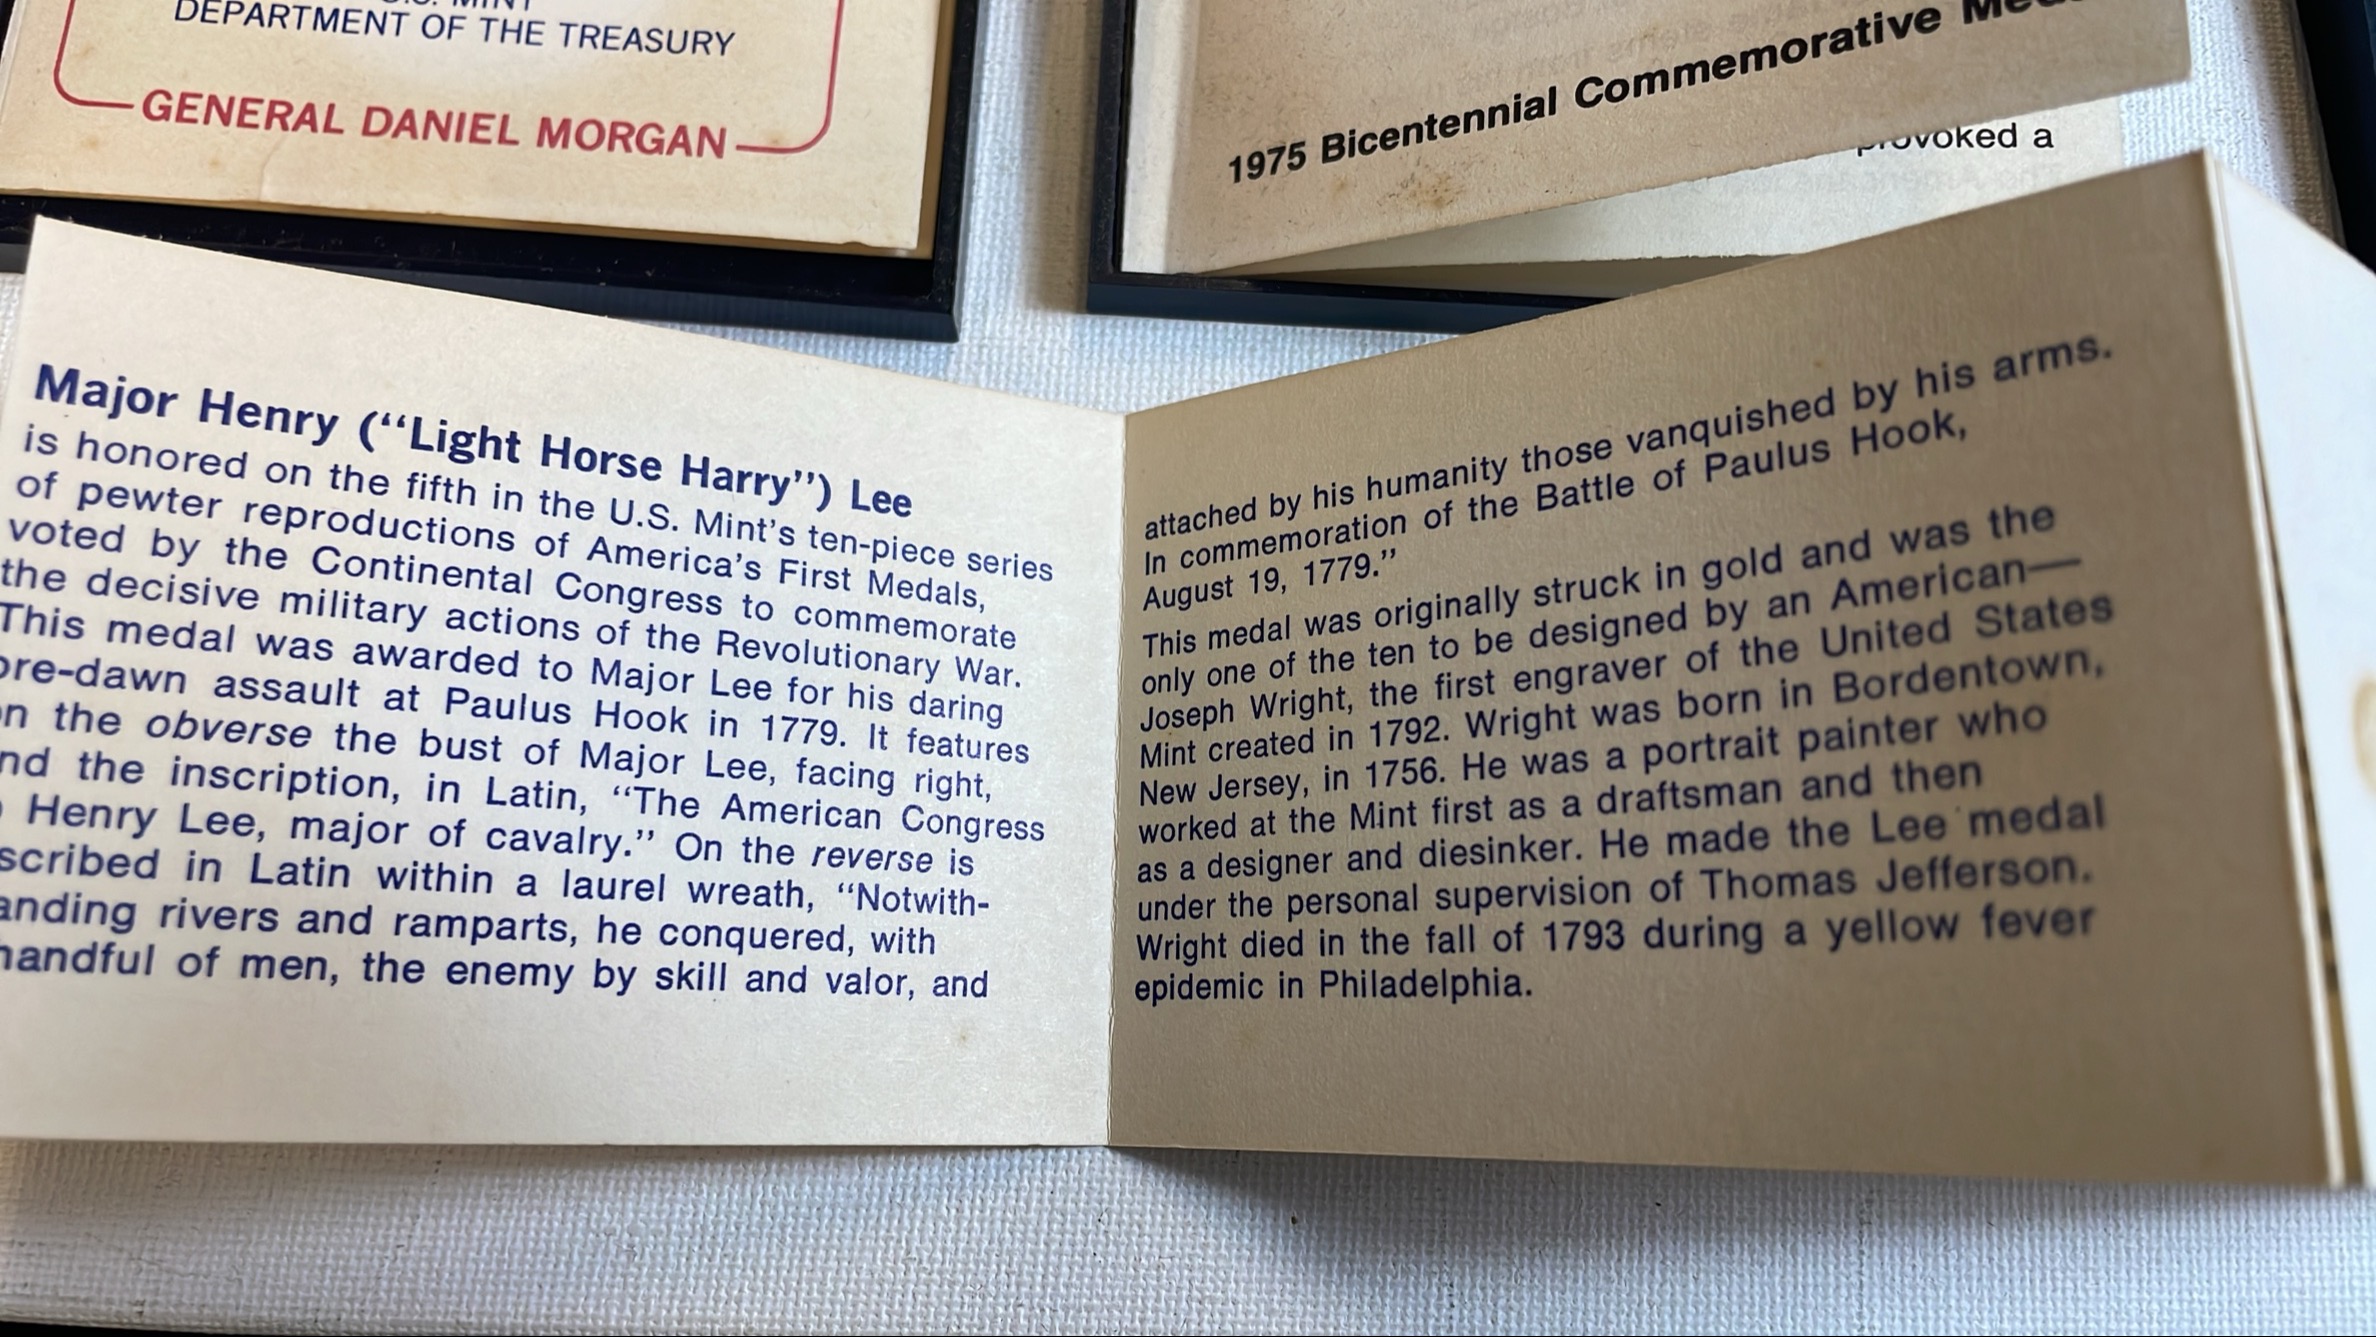 DEPARTMENT OF THE TREASURY
GENERAL DANIEL MORGAN
1975 Bicentennial Commemorative
provoked a
Major Henry (“Light Horse Harry”) Lee
is honored on the fifth in the U.S. Mint’s ten-piece series
of pewter reproductions of America’s First Medals,
voted by the Continental Congress to commemorate
the decisive military actions of the Revolutionary War.
This medal was awarded to Major Lee for his daring
pre-dawn assault at Paulus Hook in 1779. It features
on the obverse the bust of Major Lee, facing right,
and the inscription, in Latin, “The American Congress
Henry Lee, major of cavalry.” On the reverse is
scribed in Latin within a laurel wreath, “Notwith-
anding rivers and ramparts, he conquered, with
handful of men, the enemy by skill and valor, and
attached by his humanity those vanquished by his arms.
In commemoration of the Battle of Paulus Hook,
August 19, 1779.”
This medal was originally struck in gold and was the
only one of the ten to be designed by an American—
Joseph Wright, the first engraver of the United States
Mint created in 1792. Wright was born in Bordentown,
New Jersey, in 1756. He was a portrait painter who
worked at the Mint first as a draftsman and then
as a designer and diesinker. He made the Lee medal
under the personal supervision of Thomas Jefferson.
Wright died in the fall of 1793 during a yellow fever
epidemic in Philadelphia.